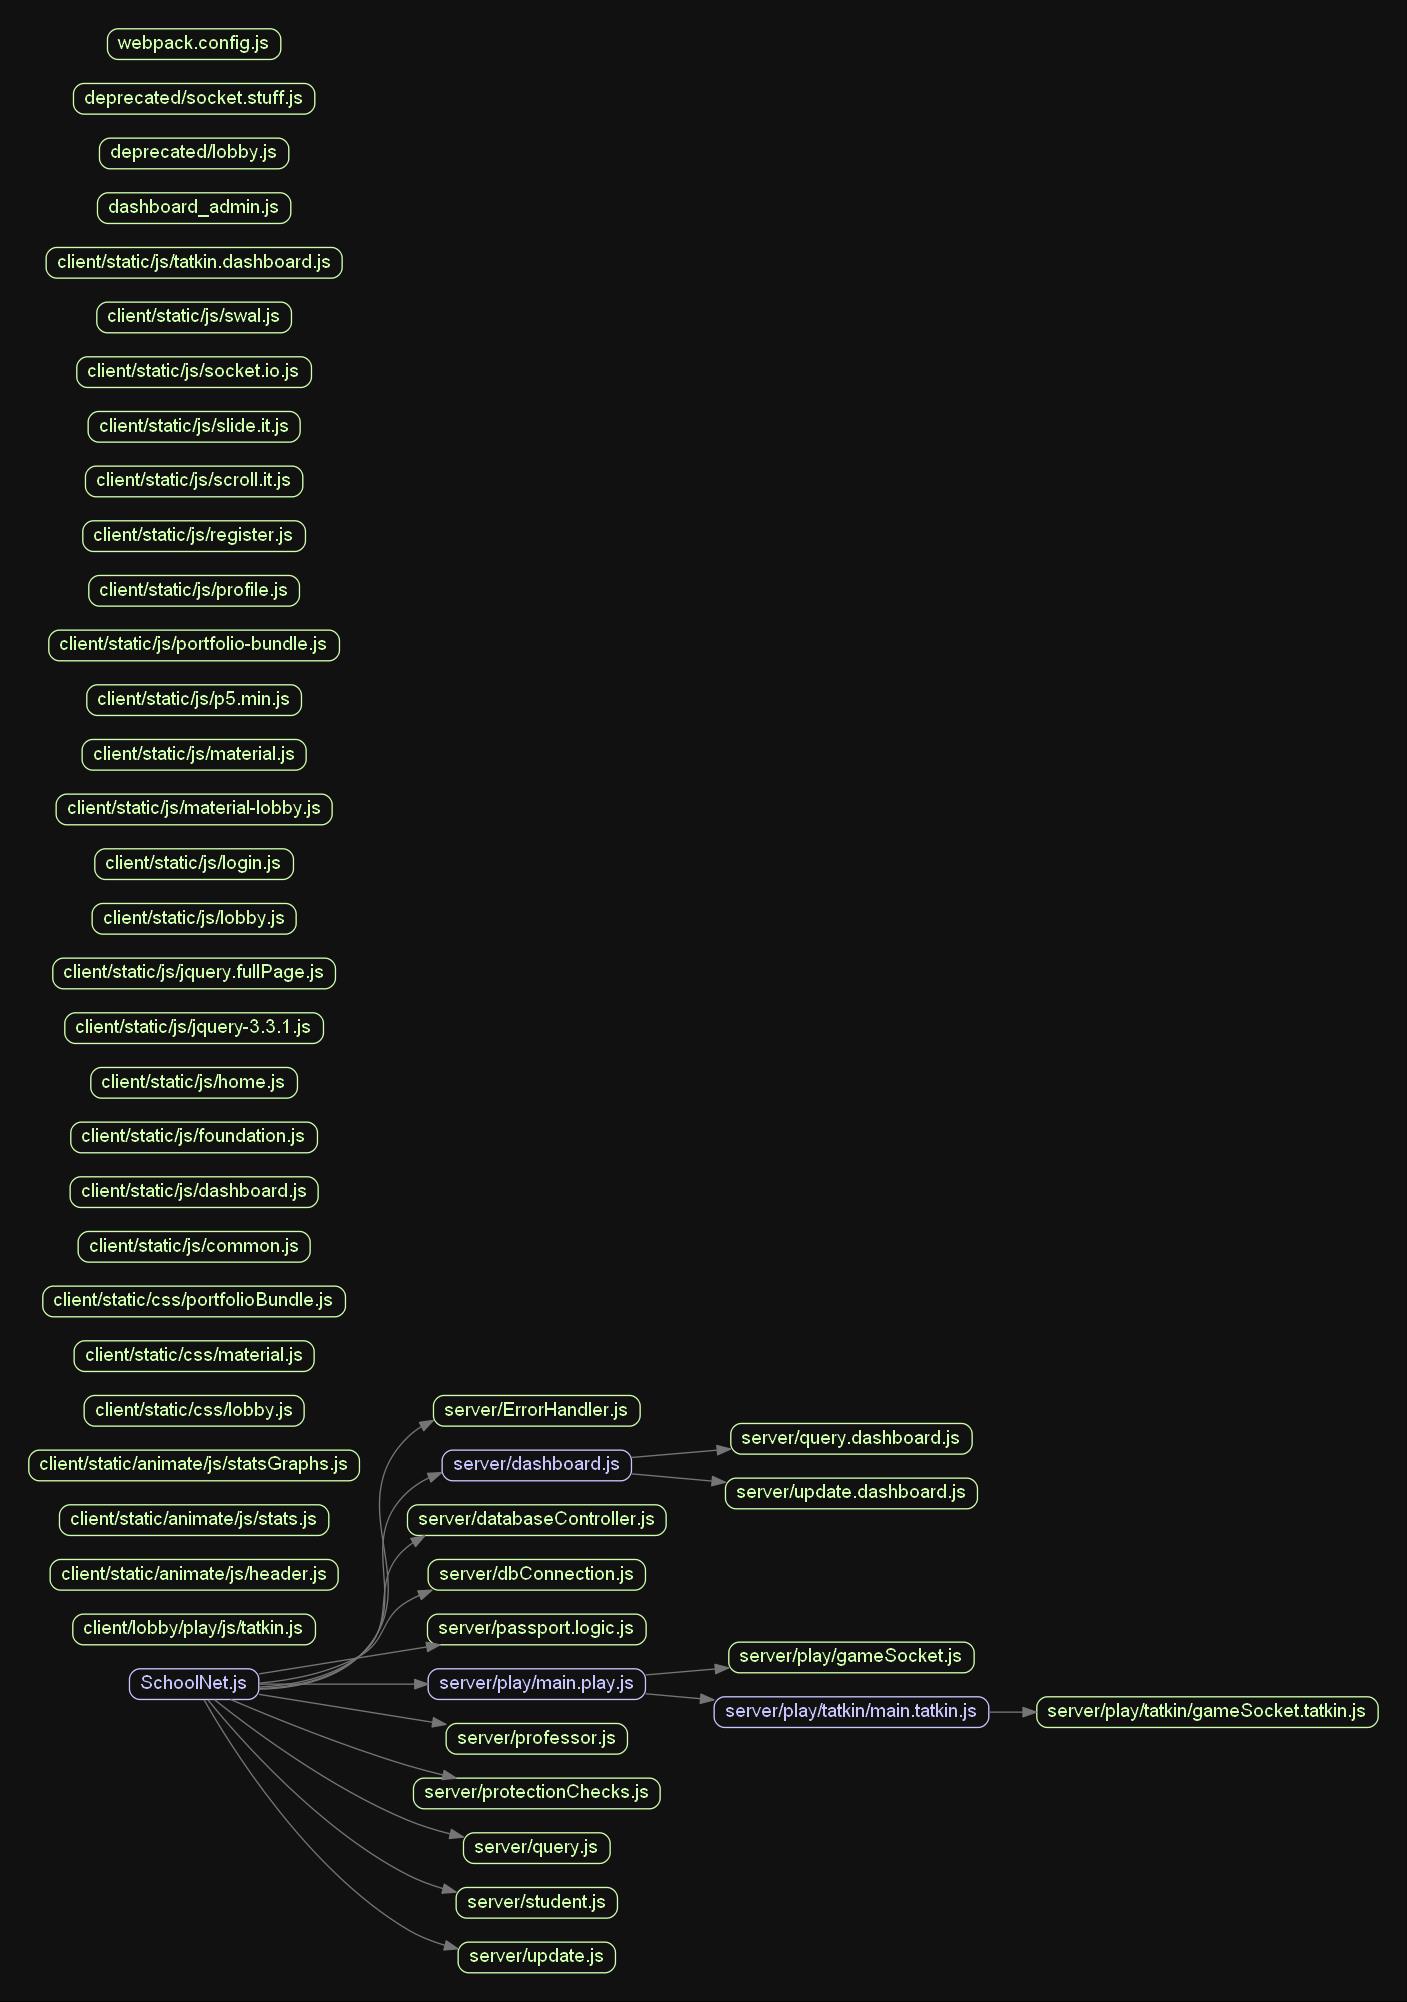 webpack.config.js
deprecated/socket.stuff.js
deprecated/lobby.js
dashboard_admin.js
client/static/js/tatkin.dashboard.js
client/static/js/swal.js
client/static/js/socket.io.js
client/static/js/slide.it.js
client/static/js/scroll.it.js
client/static/js/register.js
client/static/js/profile.js
client/static/js/portfolio-bundle.js
client/static/js/p5.min.js
client/static/js/material.js
client/static/js/material-lobby.js
client/static/js/login.js
client/static/js/lobby.js
client/static/js/jquery.fullPage.js
client/static/js/jquery-3.3.1.js
client/static/js/home.js
client/static/js/foundation.js
client/static/js/dashboard.js
client/static/js/common.js
client/static/css/portfolioBundle.js
client/static/css/material.js
client/static/css/lobby.js
client/static/animate/js/statsGraphs.js
client/static/animate/js/stats.js
client/static/animate/js/header.js
client/lobby/play/js/tatkin.js
SchoolNet.js
server/ErrorHandler.js
server/dashboard.js
server/databaseController.js
server/dbConnection.js
server/passport.logic.js
server/play/main.play.js
server/professor.js
server/protectionChecks.js
server/query.js
server/student.js
server/update.js
server/query.dashboard.js
server/update.dashboard.js
server/play/gameSocket.js
server/play/tatkin/main.tatkin.js
server/play/tatkin/gameSocket.tatkin.js